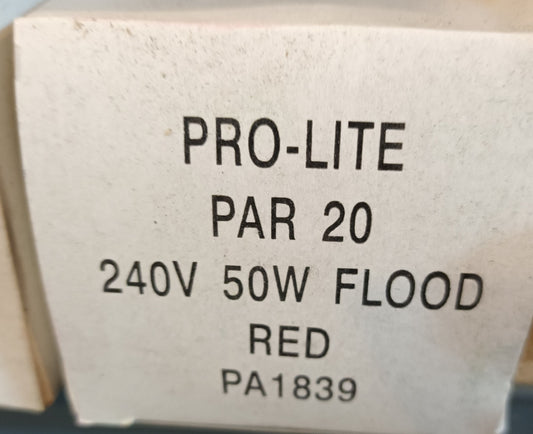 PRO-LITE
PAR 20
240V 50W FLOOD
RED
PA1839